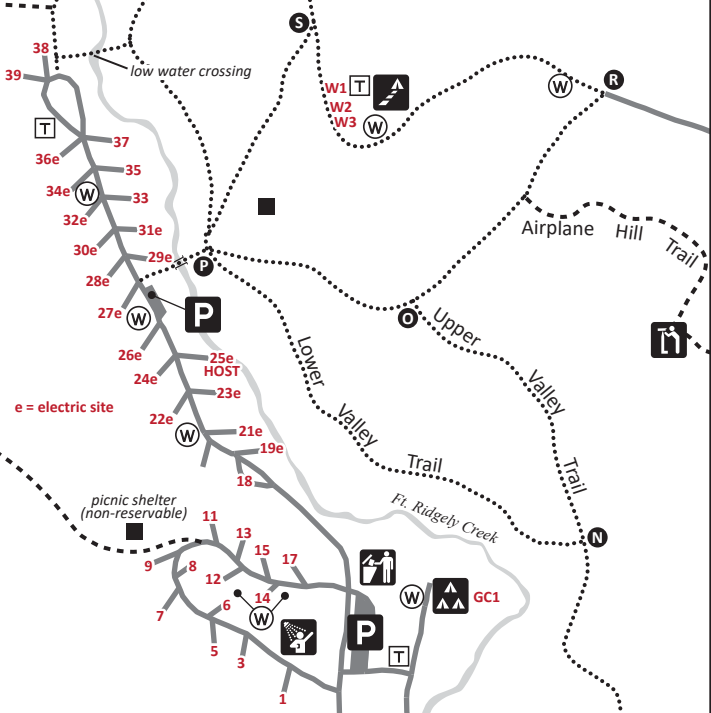 S
38
39
low water crossing
W1 T
W2
W3 W
W
R
T
37
36e
35
34e W
33
32e
31e
30e
29e
28e
P
27e
W
P
26e
25e
HOST
24e
23e
e = electric site
22e
W
21e
19e
18
Airplane Hill Trail
O
Upper Valley Trail
Lower Valley Trail
Ft. Ridgely Creek
N
picnic shelter
(non-reservable)
11
13
15
17
9
8
12
14
7
6
W
5
3
1
P
W
GC1
T